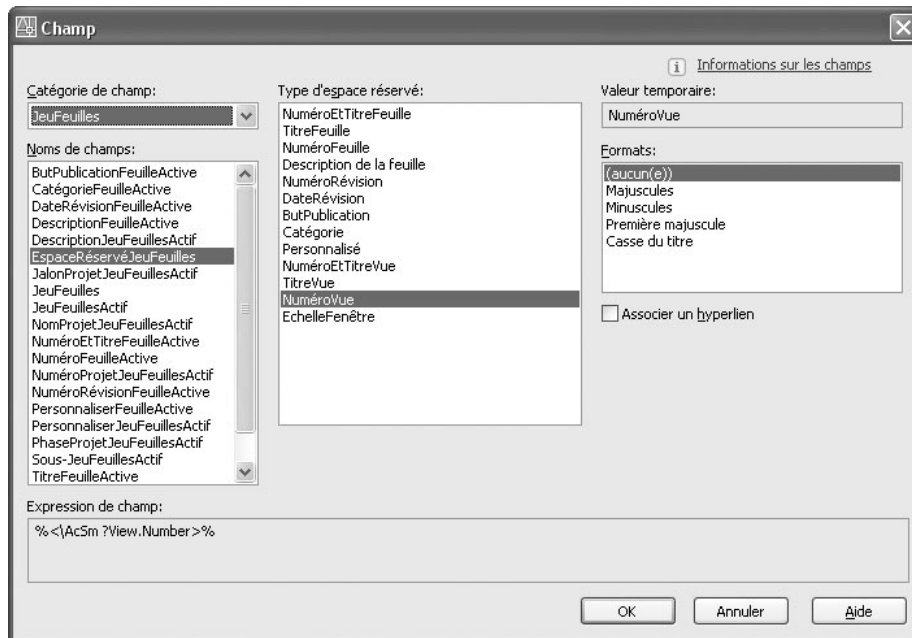 Champ
Informations sur les champs
Catégorie de champ:
JeuFeuilles
Noms de champs:
ButPublicationFeuilleActive
CatégorieFeuilleActive
DateRévisionFeuilleActive
DescriptionFeuilleActive
DescriptionJeuFeuillesActif
EspaceRéservéJeuFeuilles
JalonProjetJeuFeuillesActif
JeuFeuilles
JeuFeuillesActif
NomProjetJeuFeuillesActif
NuméroEtTitreFeuilleActive
NuméroFeuilleActive
NuméroProjetJeuFeuillesActif
NuméroRévisionFeuilleActive
PersonnaliserFeuilleActive
PersonnaliserJeuFeuillesActif
PhaseProjetJeuFeuillesActif
Sous-JeuFeuillesActif
TitreFeuilleActive
Type d'espace réservé:
NuméroEtTitreFeuille
TitreFeuille
NuméroFeuille
Description de la feuille
NuméroRévision
DateRévision
ButPublication
Catégorie
Personnalisé
NuméroEtTitreVue
TitreVue
NuméroVue
EchelleFenêtre
Valeur temporaire:
NuméroVue
Formats:
(aucun(e))
Majuscules
Minuscules
Première majuscule
Casse du titre
Associer un hyperlien
Expression de champ:
%<\AcSm ?View.Number>%
OK
Annuler
Aide